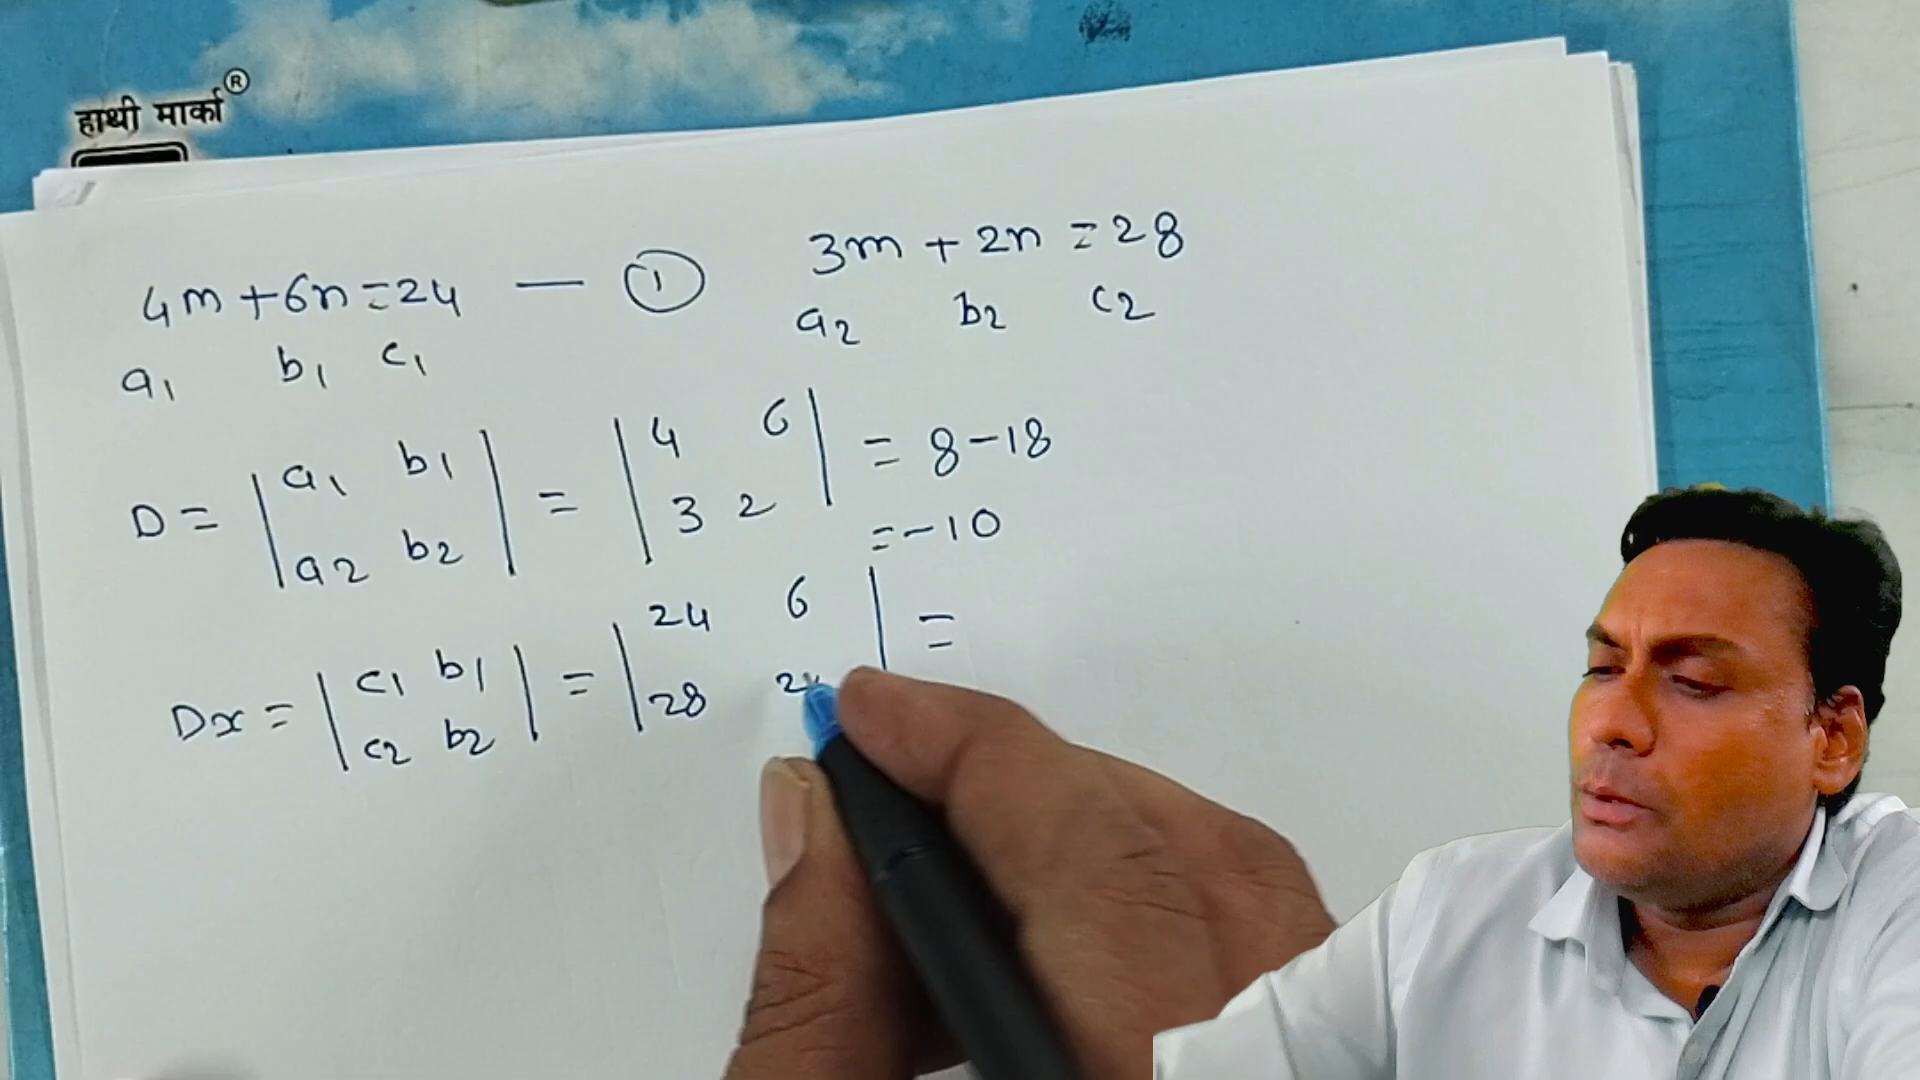 हाथी मार्का®
4m + 6n = 24 — ① 3m + 2n = 28
a1 b1 c1 a2 b2 c2
D = | a1 b1 | = | 4 6 | = 8 - 18
a2 b2 3 2 = -10
Dx = | c1 b1 | = | 24 6 | =
c2 b2 28 2